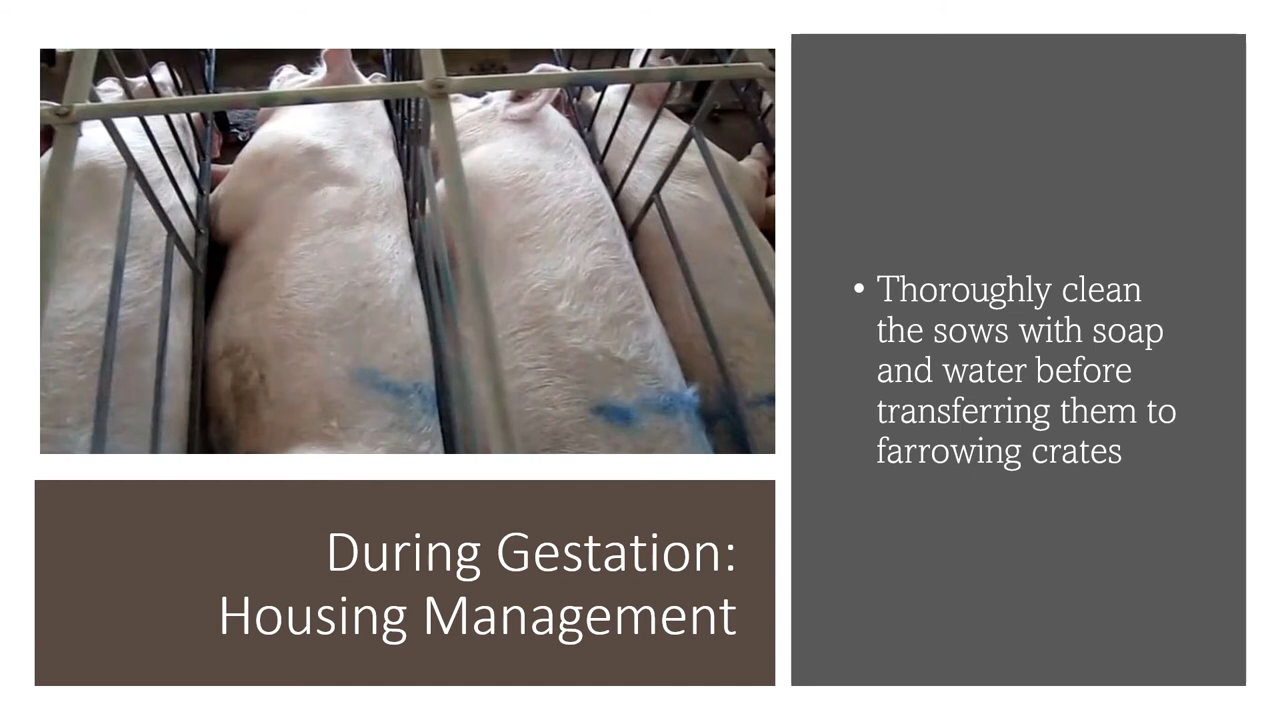 During Gestation:
Housing Management
• Thoroughly clean
the sows with soap
and water before
transferring them to
farrowing crates